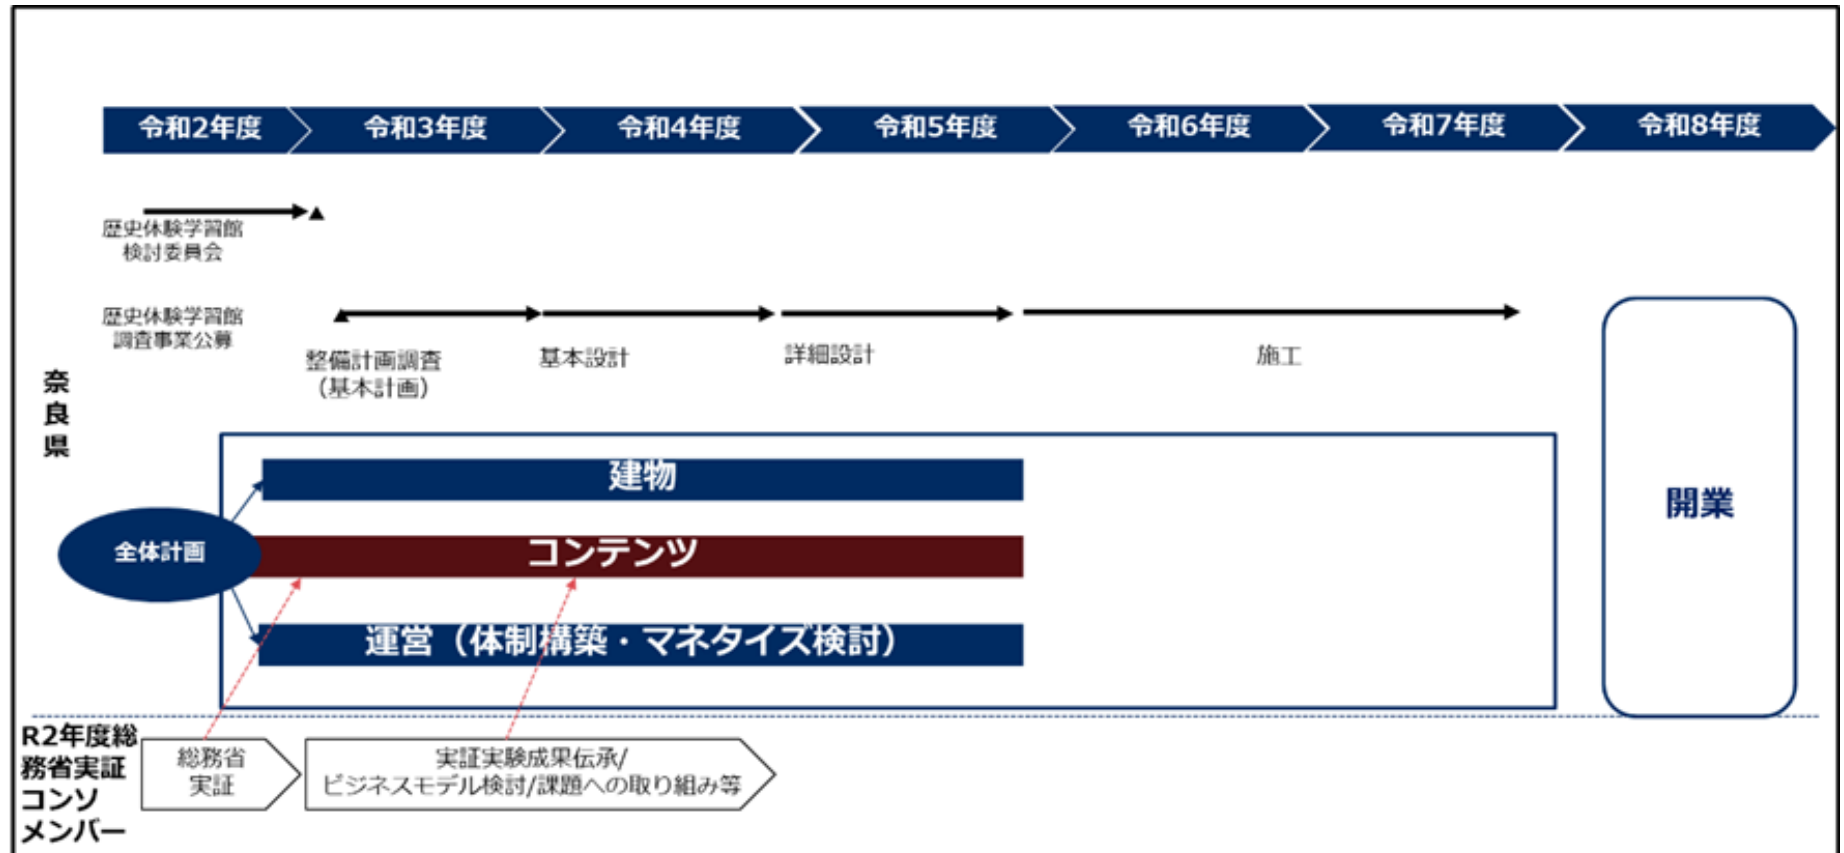 令和2年度
令和3年度
令和4年度
令和5年度
令和6年度
令和7年度
令和8年度
歴史体験学習館
検討委員会
歴史体験学習館
調査事業公募
整備計画調査
（基本計画）
基本設計
詳細設計
施工
奈良県
建物
全体計画
コンテンツ
運営（体制構築・マネタイズ検討）
開業
R2年度総
務省実証
コンソ
メンバー
総務省
実証
実証実験成果伝承/
ビジネスモデル検討/課題への取り組み等